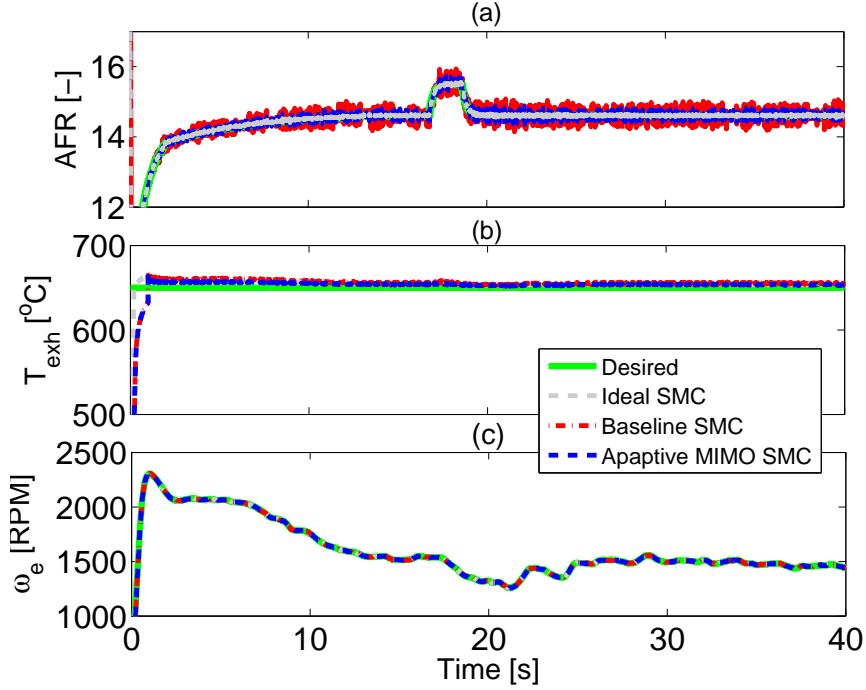 (a)
AFR [−]
16
14
12
(b)
T_exh [°C]
700
600
500
Desired
Ideal SMC
Baseline SMC
Apaptive MIMO SMC
(c)
ω_e [RPM]
2500
2000
1500
1000
0 10 20 30 40
Time [s]